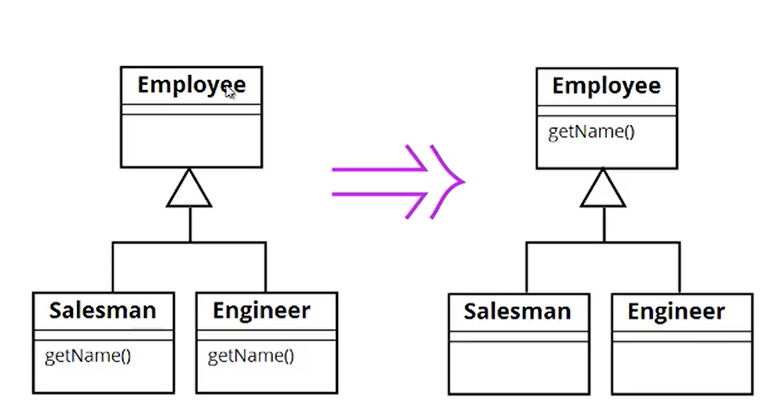 Employee
Salesman
getName()
Engineer
getName()
Employee
getName()
Salesman
Engineer